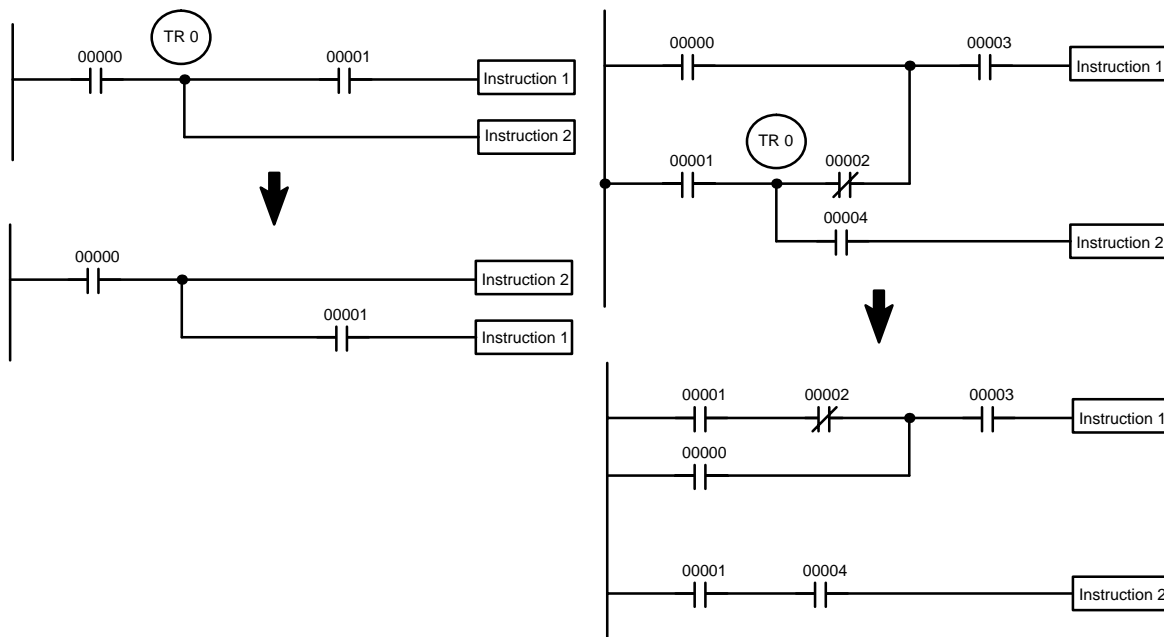 TR 0
00000
00001
Instruction 1
Instruction 2
00000
Instruction 2
00001
Instruction 1
00000
00003
Instruction 1
TR 0
00001
00002
00004
Instruction 2
00001
00002
00003
Instruction 1
00000
00001
00004
Instruction 2